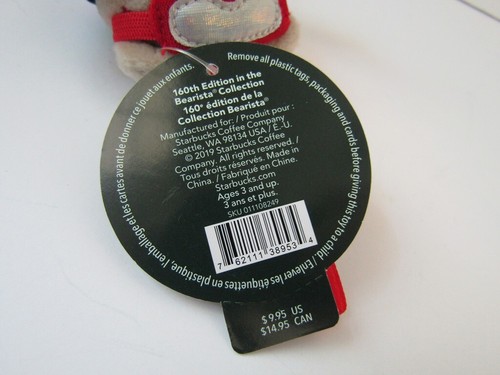 Remove all plastic tags, packaging and cards before giving this toy to a child. / Enlever les étiquettes en plastique, l'emballage et les cartes avant de donner ce jouet aux enfants.
160th Edition in the
Bearista® Collection
160e édition de la
Collection Bearista®
Manufactured for: / Produit pour :
Starbucks Coffee Company
Seattle, WA 98134 USA / É.-U.
© 2019 Starbucks Coffee
Company. All rights reserved. /
Tous droits réservés. Made in
China. / Fabriqué en Chine.
Starbucks.com
Ages 3 and up.
3 ans et plus.
SKU 011108249
7 62111 38953 4
$9.95 US
$14.95 CAN